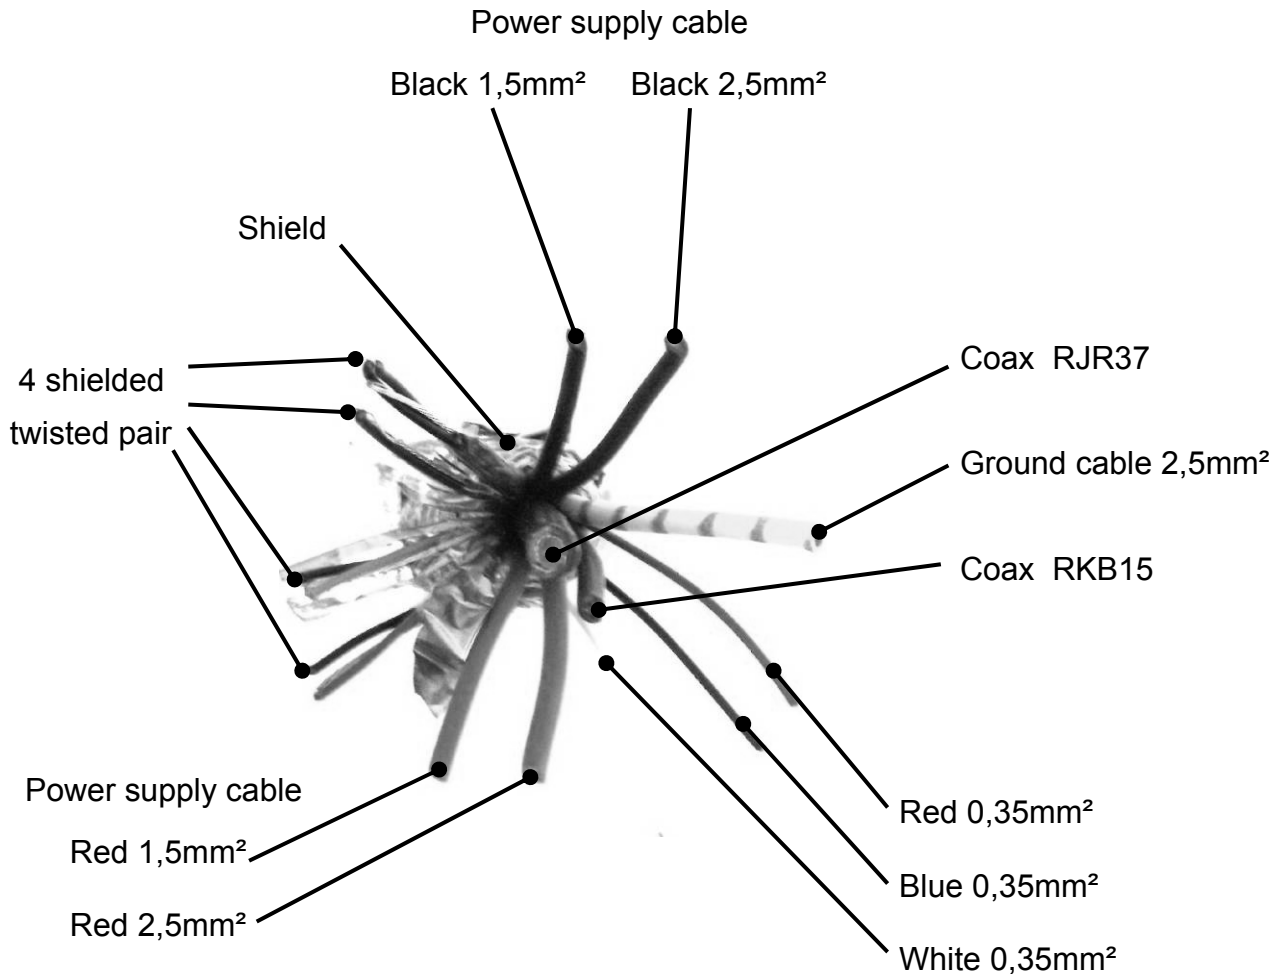 Power supply cable
Black 1,5mm²
Black 2,5mm²
Shield
4 shielded
twisted pair
Coax RJR37
Ground cable 2,5mm²
Coax RKB15
Power supply cable
Red 1,5mm²
Red 2,5mm²
Red 0,35mm²
Blue 0,35mm²
White 0,35mm²